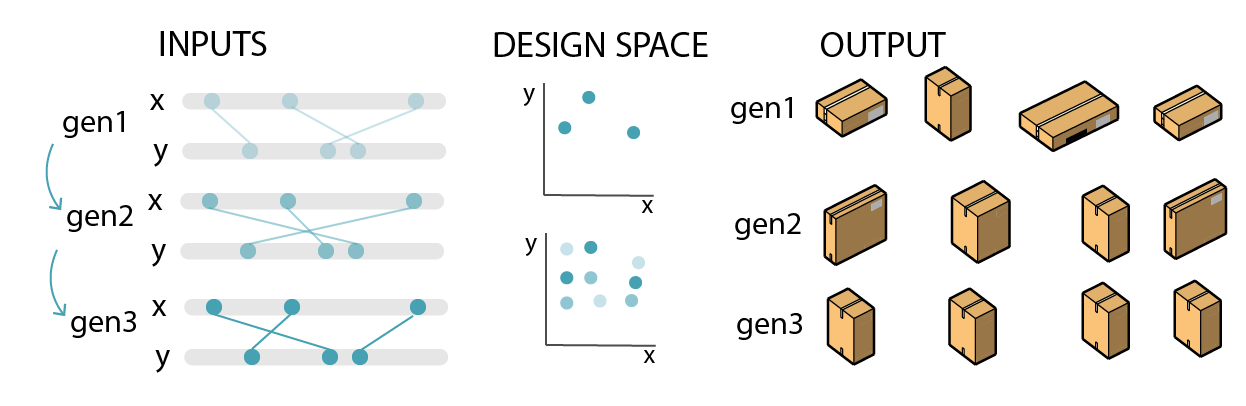 INPUTS
gen1
x
y
gen2
x
y
gen3
x
y
DESIGN SPACE
y
x
y
x
OUTPUT
gen1
gen2
gen3